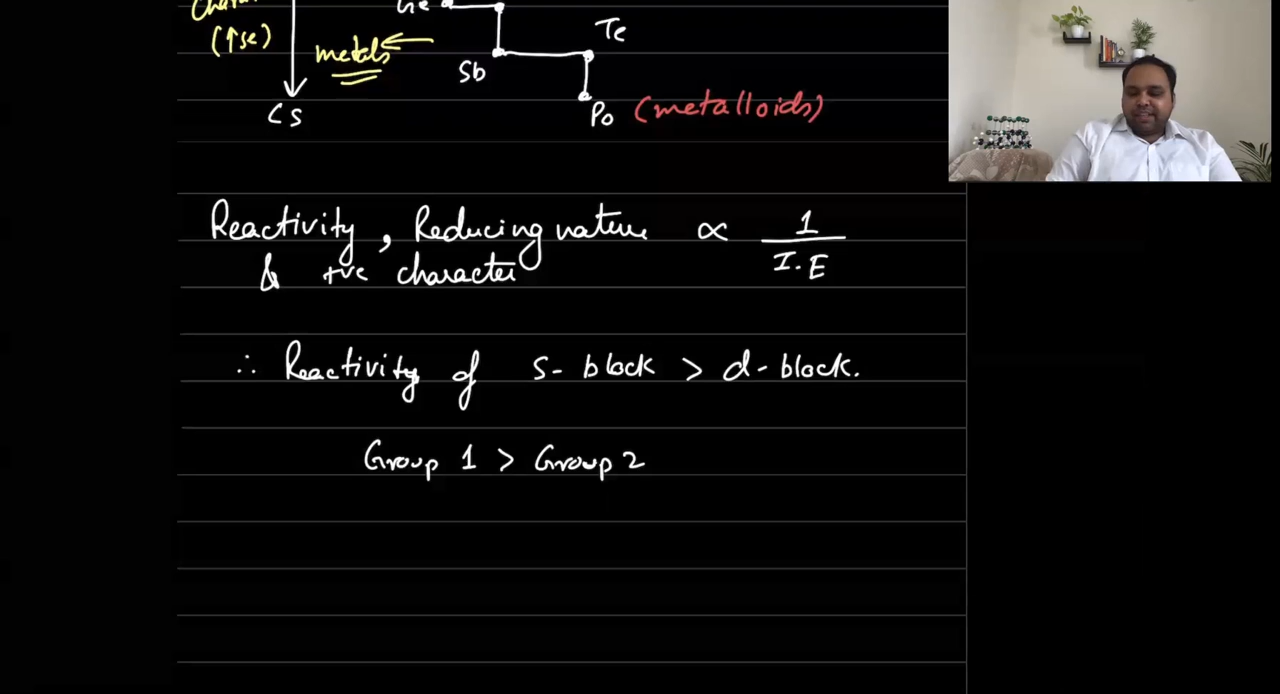 (↑se)
metals
Te
Sb
Cs
Po (metalloids)
Reactivity, Reducing nature ∝ 1/I.E
& +ve character
∴ Reactivity of s-block > d-block.
Group 1 > Group 2